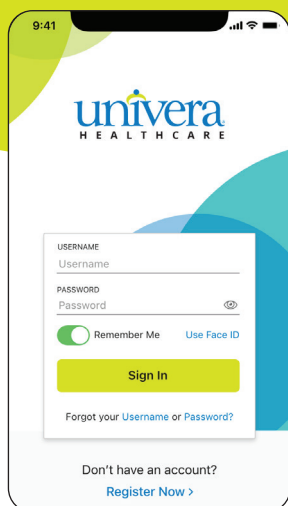 9:41
univera
HEALTHCARE
USERNAME
Username
PASSWORD
Password
Remember Me Use Face ID
Sign In
Forgot your Username or Password?
Don't have an account?
Register Now >